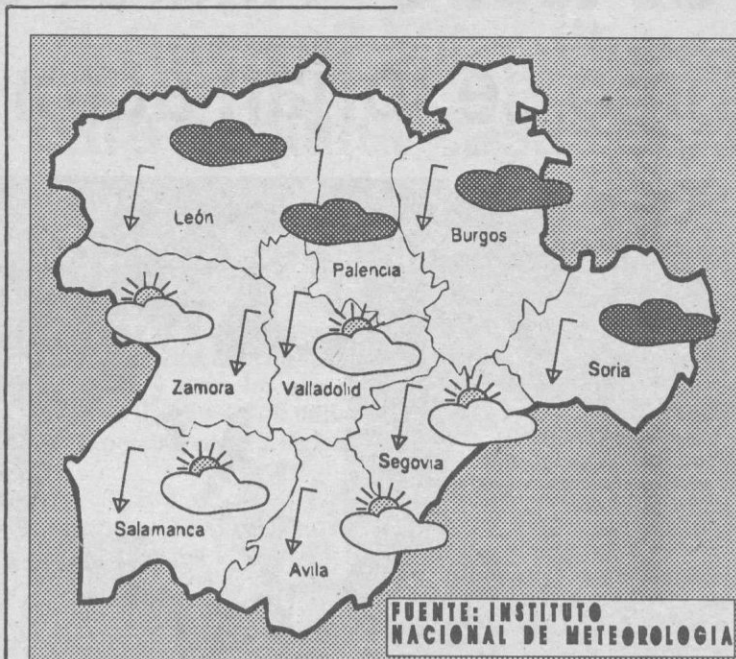 León
Burgos
Palencia
Soria
Zamora
Valladolid
Segovia
Salamanca
Avila
FUENTE: INSTITUTO
NACIONAL DE METEOROLOGIA